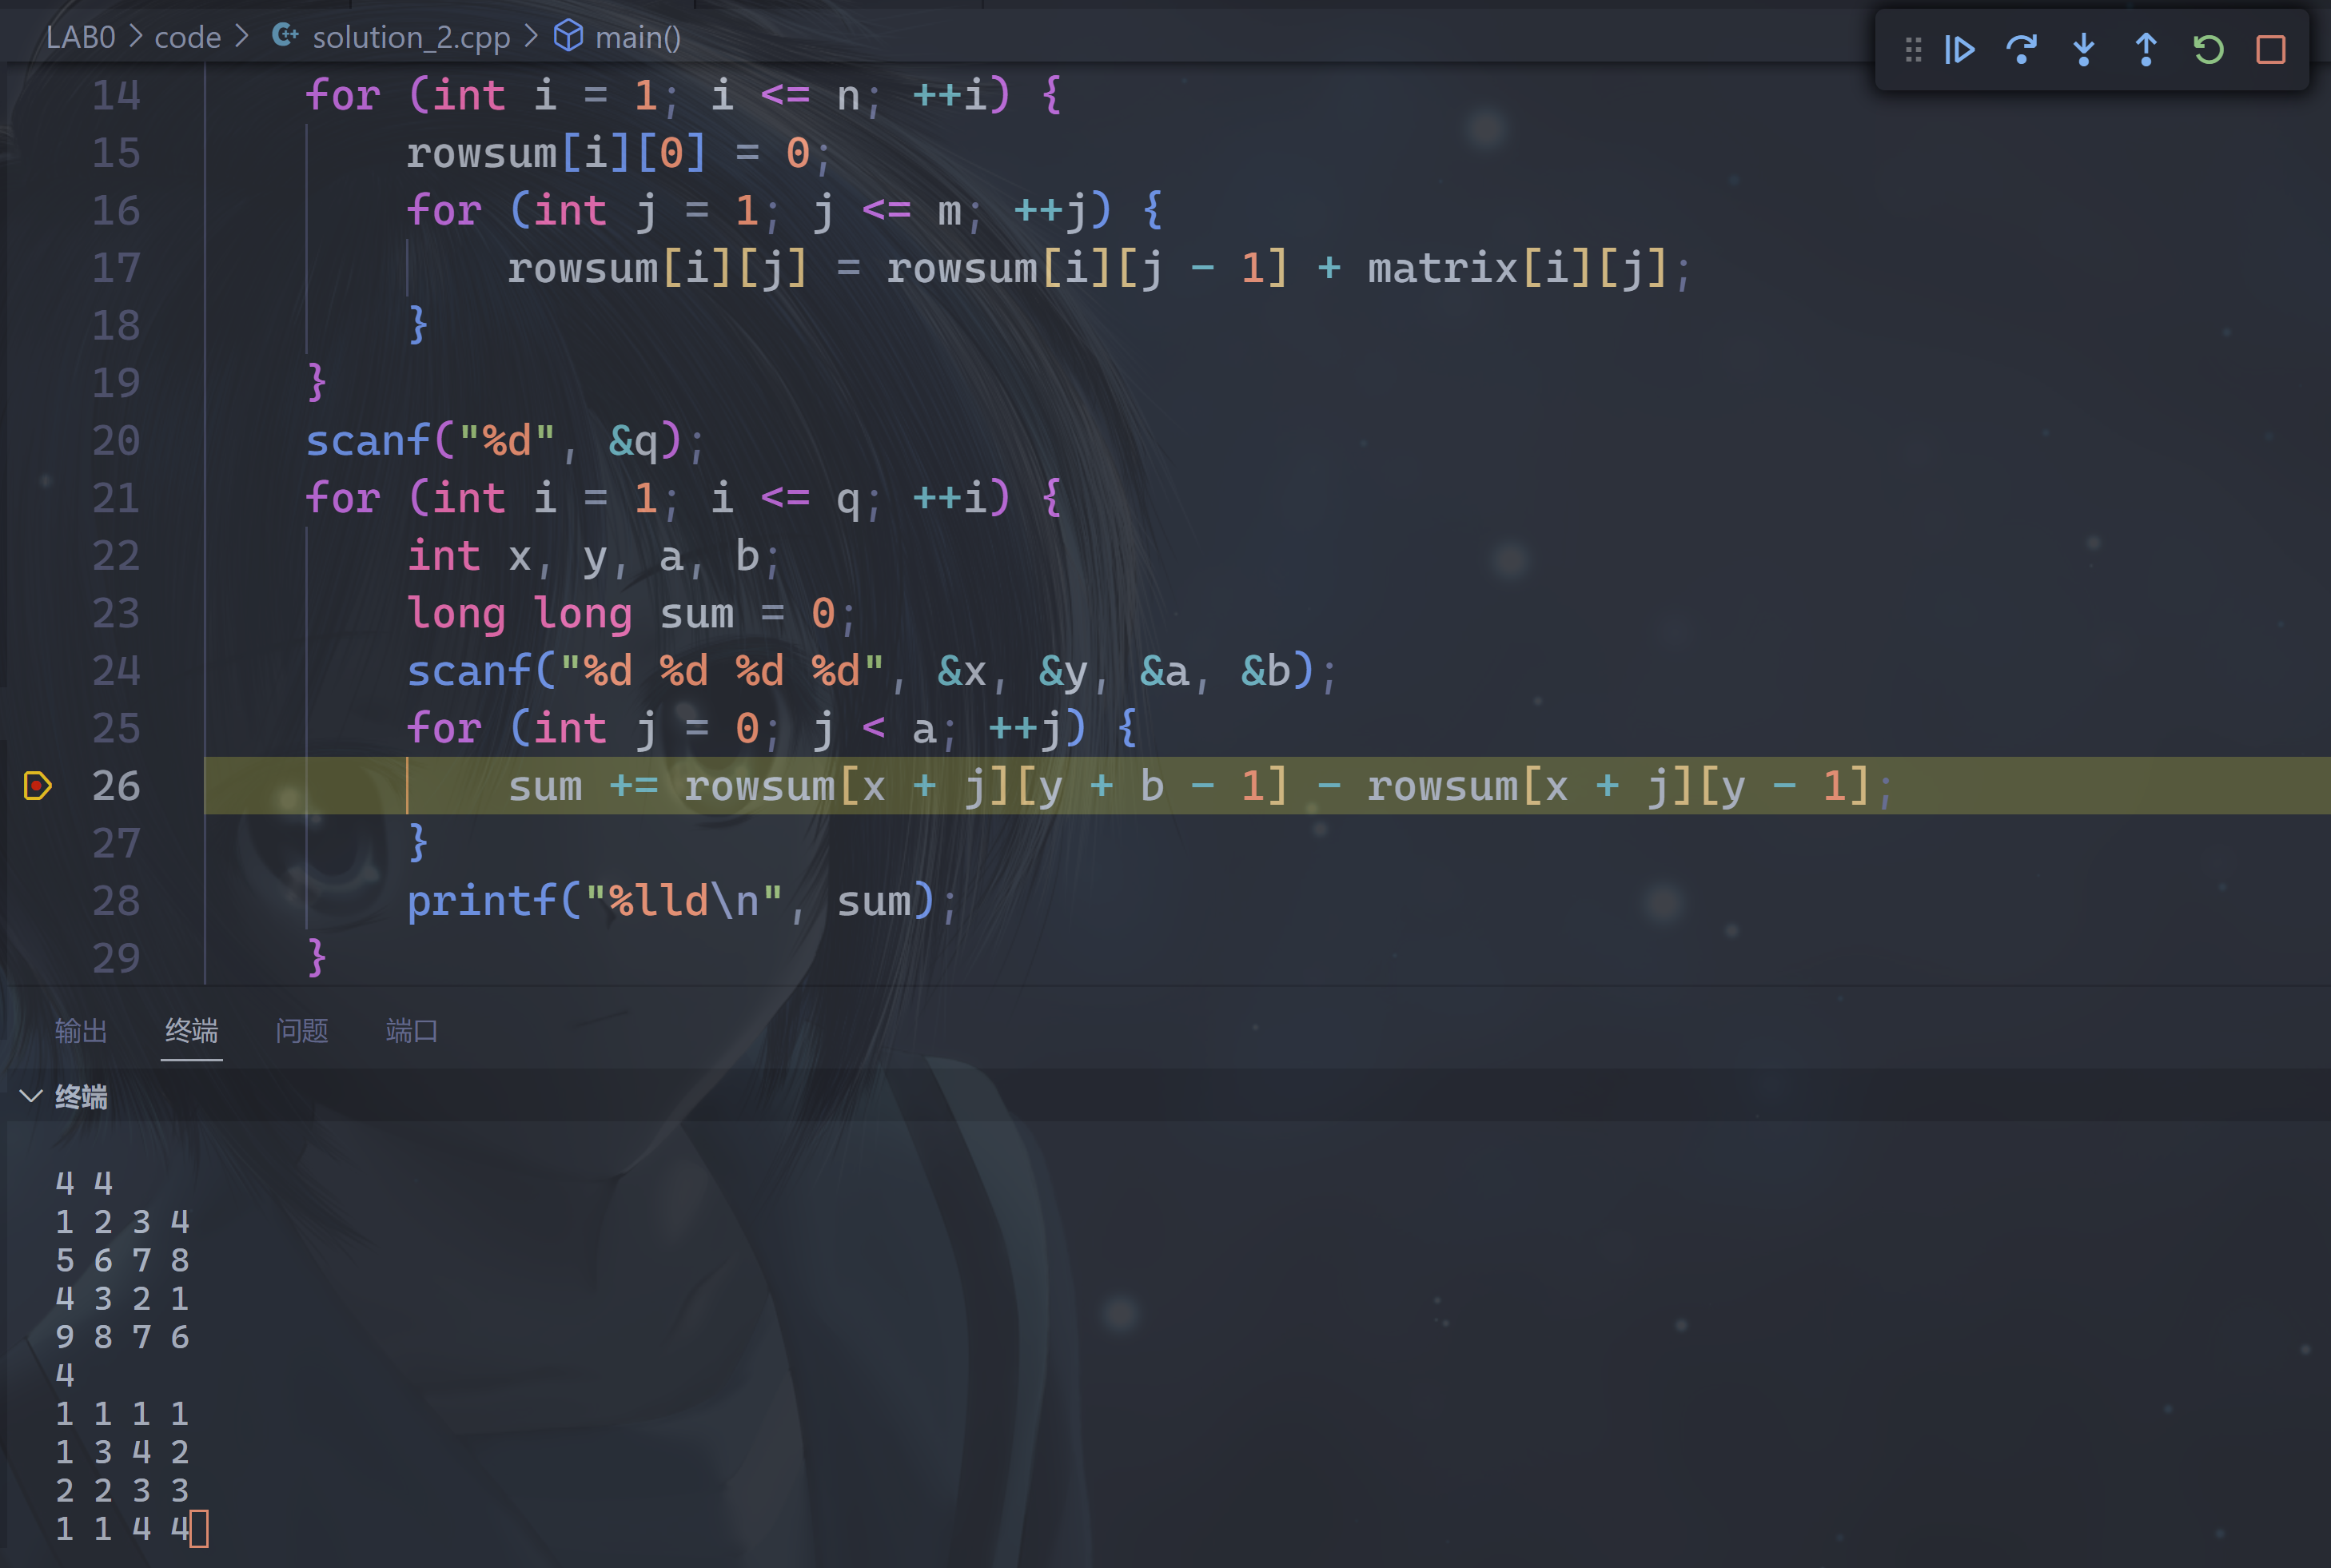 LAB0 > code > solution_2.cpp > main()
14 for (int i = 1; i <= n; ++i) {
15 rowsum[i][0] = 0;
16 for (int j = 1; j <= m; ++j) {
17 rowsum[i][j] = rowsum[i][j - 1] + matrix[i][j];
18 }
19 }
20 scanf("%d", &q);
21 for (int i = 1; i <= q; ++i) {
22 int x, y, a, b;
23 long long sum = 0;
24 scanf("%d %d %d %d", &x, &y, &a, &b);
25 for (int j = 0; j < a; ++j) {
26 sum += rowsum[x + j][y + b - 1] - rowsum[x + j][y - 1];
27 }
28 printf("%lld\n", sum);
29 }
输出 终端 问题 端口
终端
4 4
1 2 3 4
5 6 7 8
4 3 2 1
9 8 7 6
4
1 1 1 1
1 3 4 2
2 2 3 3
1 1 4 4